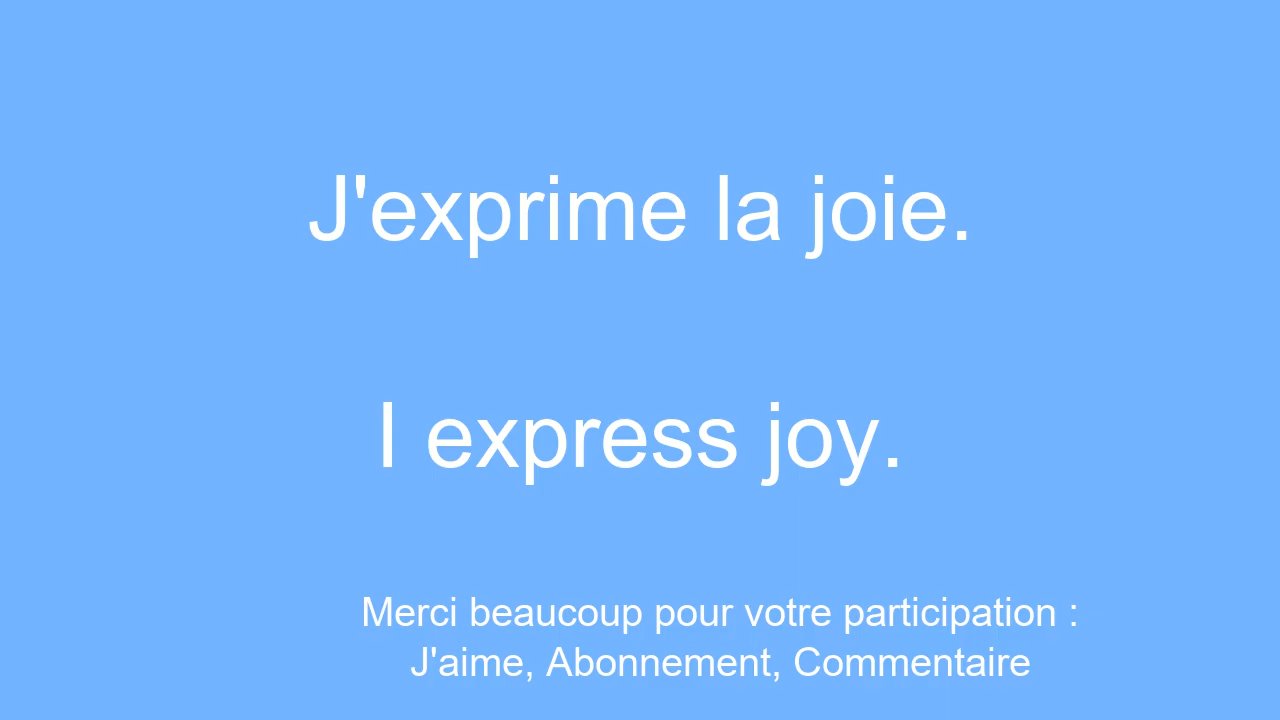 J'exprime la joie.
I express joy.
Merci beaucoup pour votre participation :
J'aime, Abonnement, Commentaire